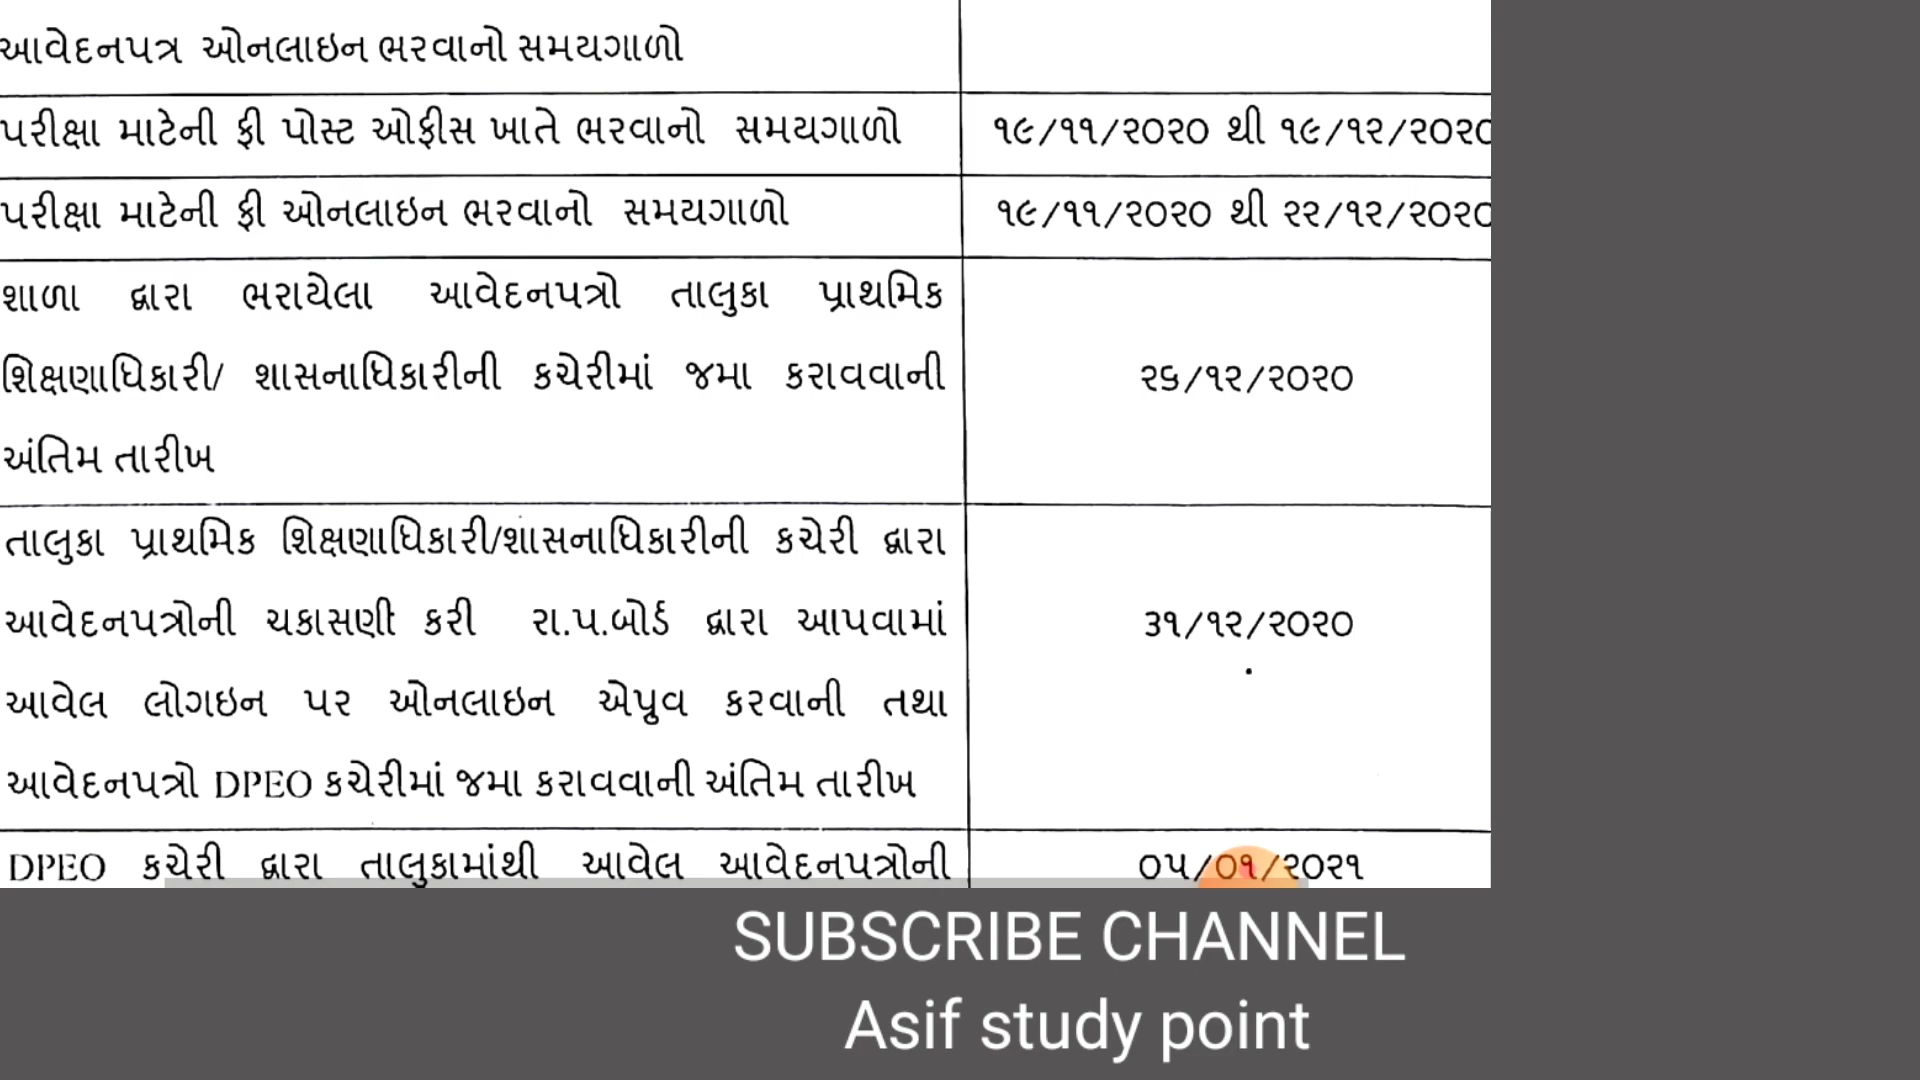 આવેદનપત્ર ઓનલાઇન ભરવાનો સમયગાળો
પરીક્ષા માટેની ફી પોસ્ટ ઓફીસ ખાતે ભરવાનો સમયગાળો ૧૯/૧૧/૨૦૨૦ થી ૧૯/૧૨/૨૦૨૦
પરીક્ષા માટેની ફી ઓનલાઇન ભરવાનો સમયગાળો ૧૯/૧૧/૨૦૨૦ થી ૨૨/૧૨/૨૦૨૦
શાળા દ્વારા ભરાયેલા આવેદનપત્રો તાલુકા પ્રાથમિક
શિક્ષણાધિકારી/ શાસનાધિકારીની કચેરીમાં જમા કરાવવાની ૨૬/૧૨/૨૦૨૦
અંતિમ તારીખ
તાલુકા પ્રાથમિક શિક્ષણાધિકારી/શાસનાધિકારીની કચેરી દ્વારા
આવેદનપત્રોની ચકાસણી કરી રા.પ.બોર્ડ દ્વારા આપવામાં ૩૧/૧૨/૨૦૨૦
આવેલ લોગઇન પર ઓનલાઇન એપ્રુવ કરવાની તથા
આવેદનપત્રો DPEO કચેરીમાં જમા કરાવવાની અંતિમ તારીખ
DPEO કચેરી દ્વારા તાલુકામાંથી આવેલ આવેદનપત્રોની ૦૫/૦૧/૨૦૨૧
SUBSCRIBE CHANNEL
Asif study point